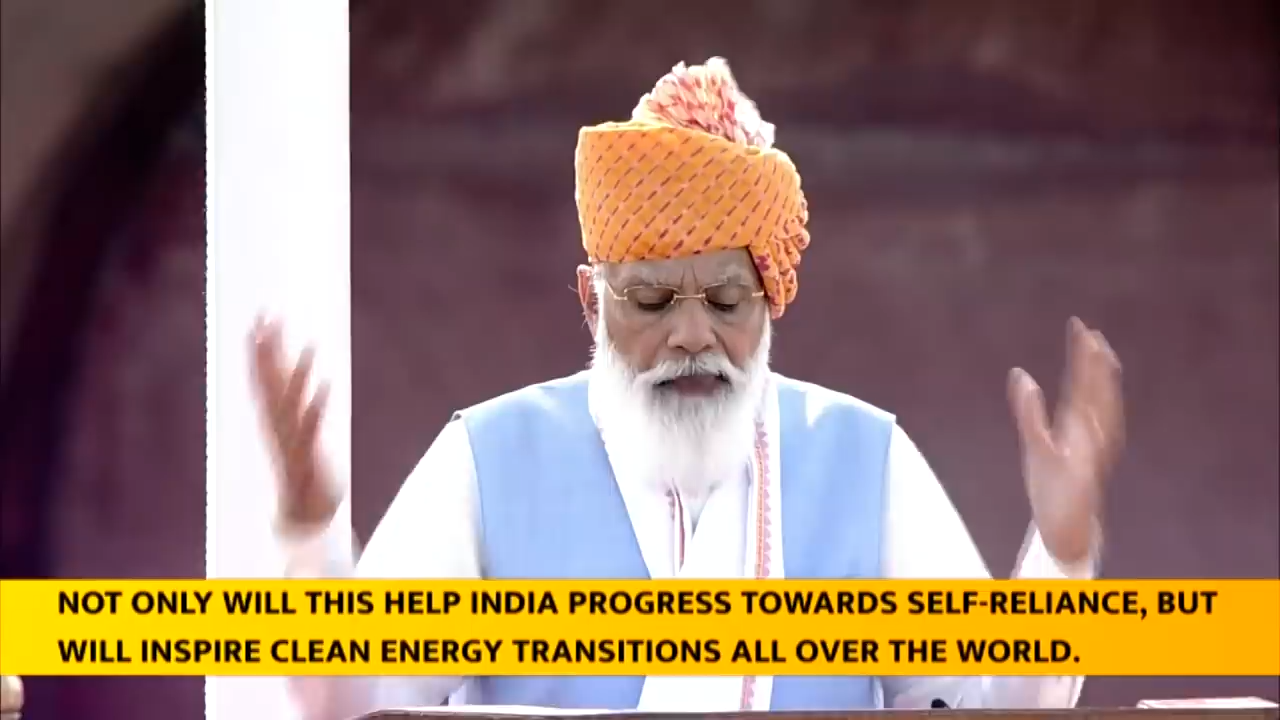 NOT ONLY WILL THIS HELP INDIA PROGRESS TOWARDS SELF-RELIANCE, BUT
WILL INSPIRE CLEAN ENERGY TRANSITIONS ALL OVER THE WORLD.